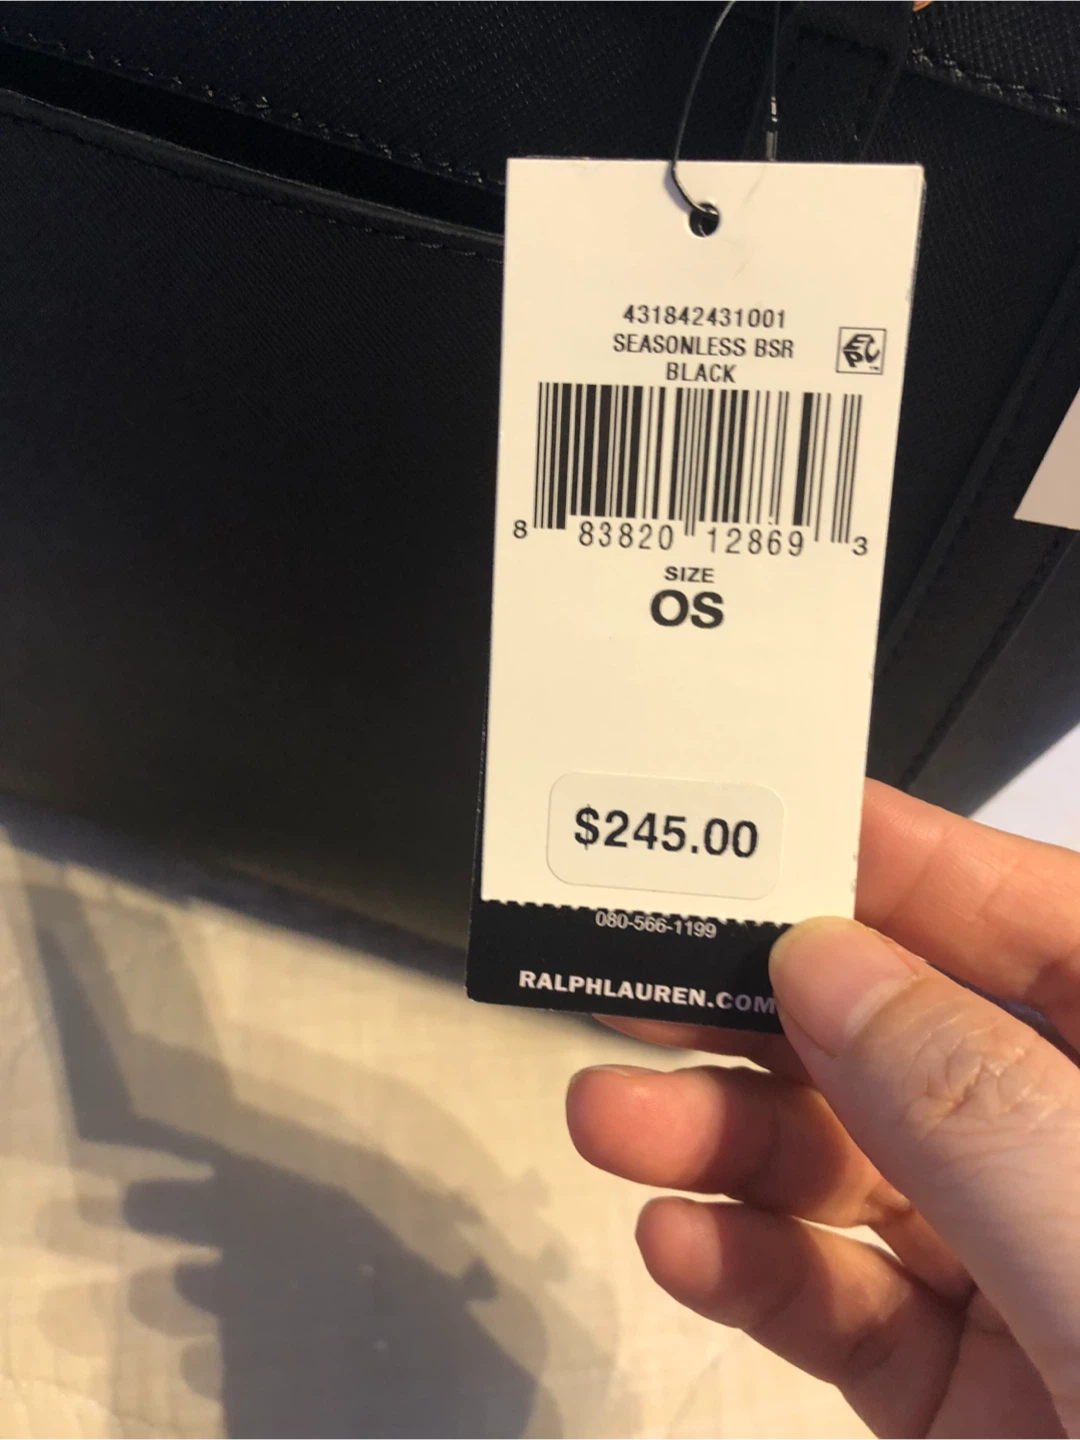 431842431001
SEASONLESS BSR
BLACK
8 83820 12869 3
SIZE
OS
$245.00
080-566-1199
RALPHLAUREN.COM